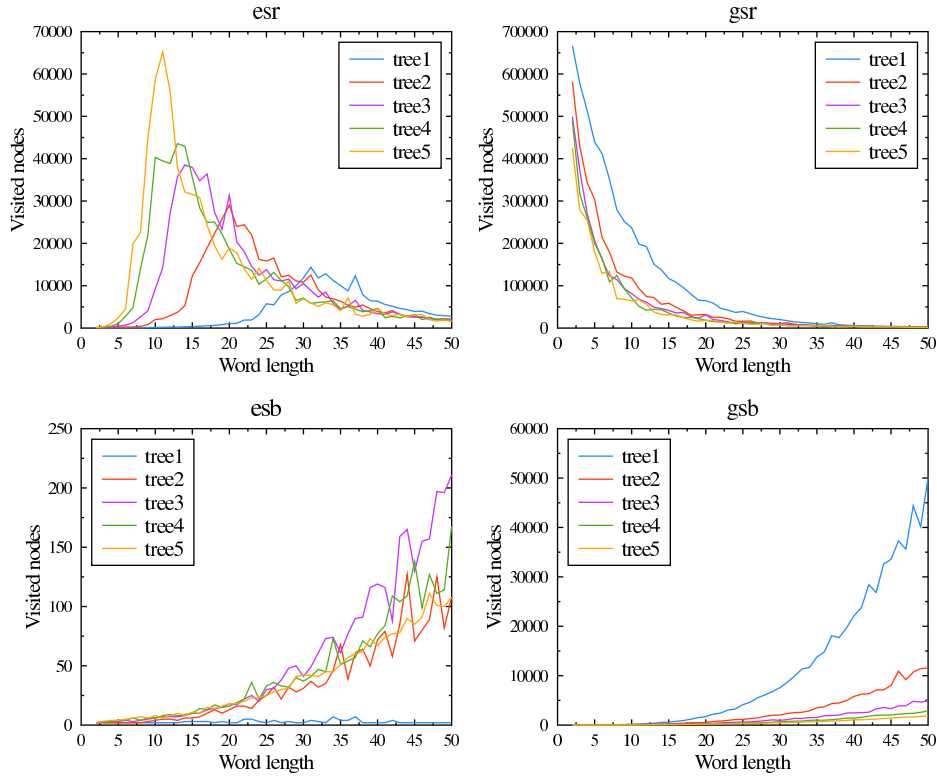 esr
70000
60000
50000
40000
30000
20000
10000
0
Visited nodes
tree1
tree2
tree3
tree4
tree5
0 5 10 15 20 25 30 35 40 45 50
Word length
gsr
700000
600000
500000
400000
300000
200000
100000
0
Visited nodes
tree1
tree2
tree3
tree4
tree5
0 5 10 15 20 25 30 35 40 45 50
Word length
esb
250
200
150
100
50
0
Visited nodes
tree1
tree2
tree3
tree4
tree5
0 5 10 15 20 25 30 35 40 45 50
Word length
gsb
60000
50000
40000
30000
20000
10000
0
Visited nodes
tree1
tree2
tree3
tree4
tree5
0 5 10 15 20 25 30 35 40 45 50
Word length